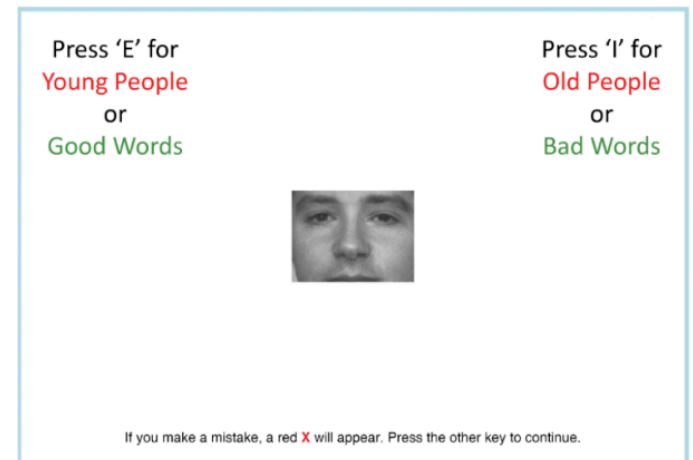 Press ‘E’ for
Young People
or
Good Words
Press ‘I’ for
Old People
or
Bad Words
If you make a mistake, a red X will appear. Press the other key to continue.